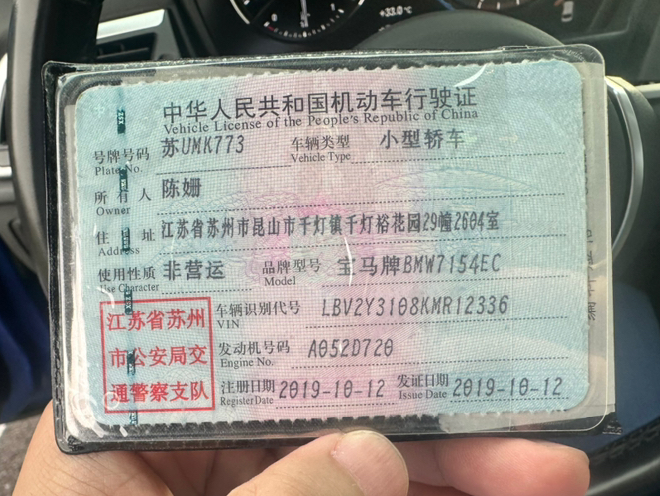 中华人民共和国机动车行驶证
Vehicle License of the People's Republic of China
号牌号码 苏UMK773 车辆类型 小型轿车
Plate No. Vehicle Type
所有人 陈姗
Owner
住址 江苏省苏州市昆山市千灯镇千灯裕花园29幢2604室
Address
使用性质 非营运 品牌型号 宝马牌BMW7154EC
Use Character Model
江苏省苏州
市公安局交
通警察支队
车辆识别代号 LBV2Y3108KMR12336
VIN
发动机号码 A052D720
Engine No.
注册日期 2019-10-12 发证日期 2019-10-12
Register Date Issue Date
+33.0℃